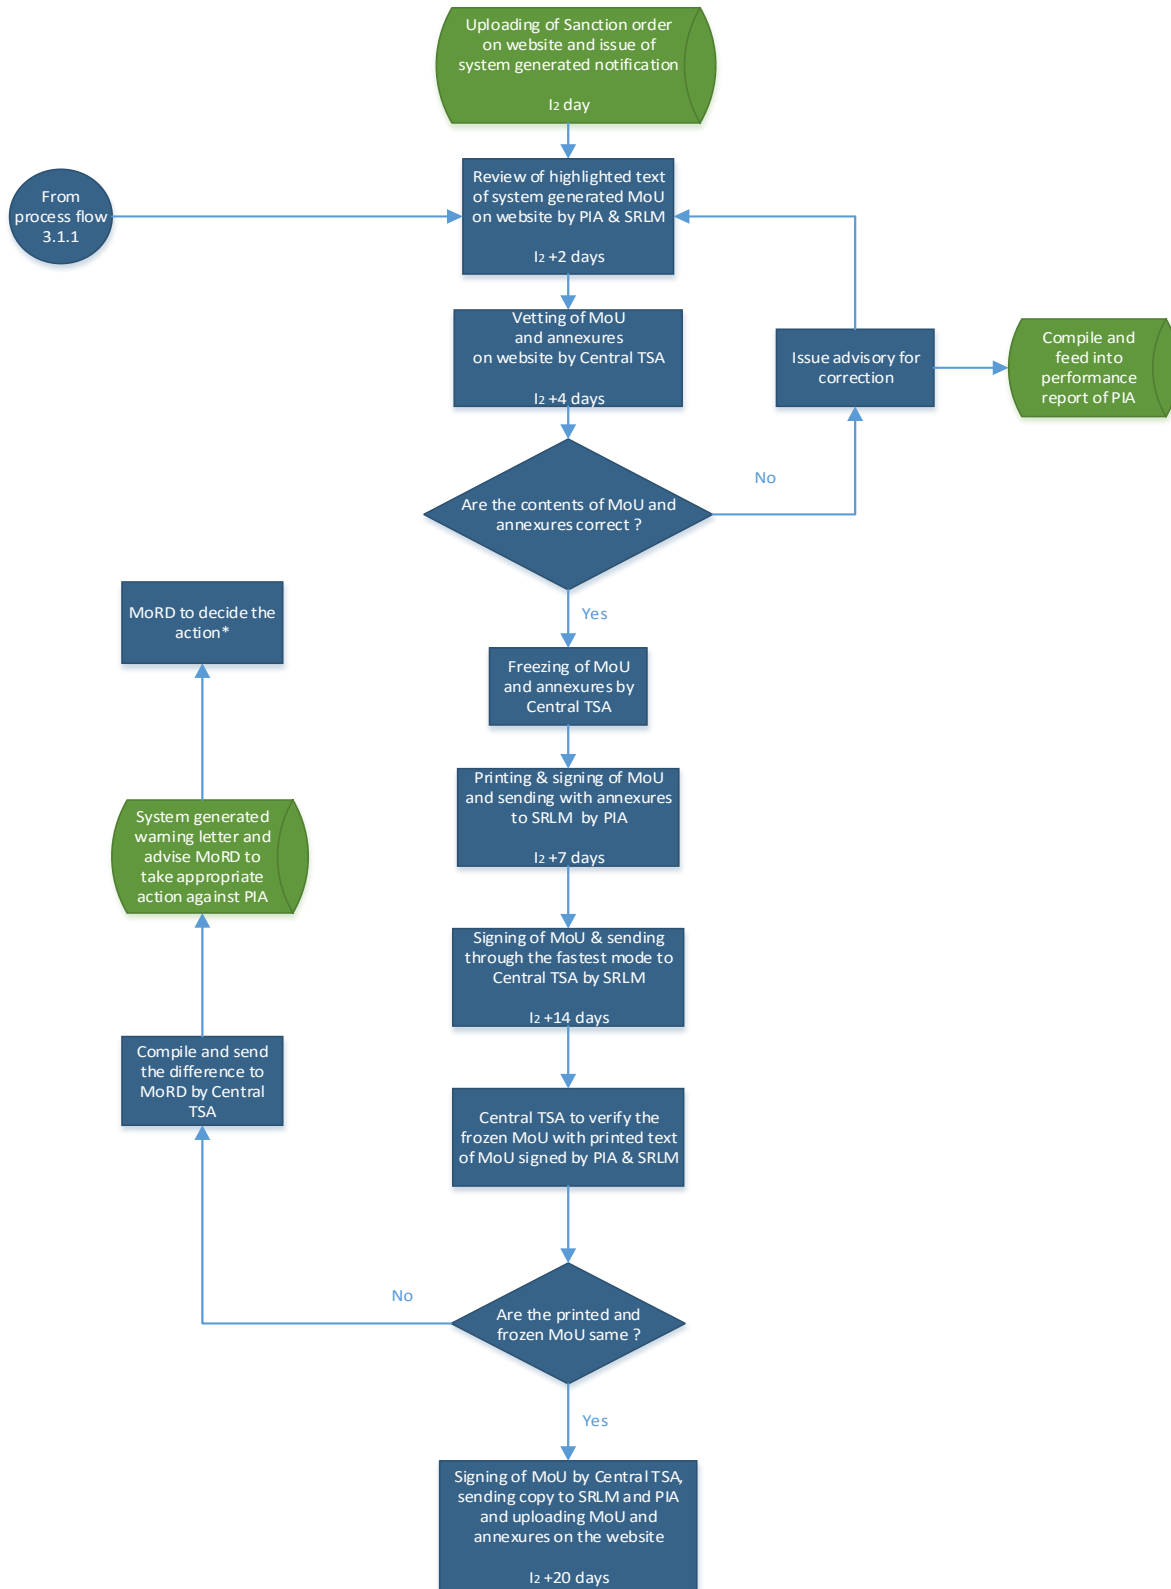 Uploading of Sanction order
on website and issue of
system generated notification
I2 day
From
process flow
3.1.1
Review of highlighted text
of system generated MoU
on website by PIA & SRLM
I2 +2 days
Vetting of MoU
and annexures
on website by Central TSA
I2 +4 days
Issue advisory for
correction
Compile and
feed into
performance
report of PIA
Are the contents of MoU and
annexures correct ?
No
Yes
MoRD to decide the
action*
Freezing of MoU
and annexures by
Central TSA
Printing & signing of MoU
and sending with annexures
to SRLM by PIA
I2 +7 days
System generated
warning letter and
advise MoRD to
take appropriate
action against PIA
Signing of MoU & sending
through the fastest mode to
Central TSA by SRLM
I2 +14 days
Compile and send
the difference to
MoRD by Central
TSA
Central TSA to verify the
frozen MoU with printed text
of MoU signed by PIA & SRLM
No
Are the printed and
frozen MoU same ?
Yes
Signing of MoU by Central TSA,
sending copy to SRLM and PIA
and uploading MoU and
annexures on the website
I2 +20 days